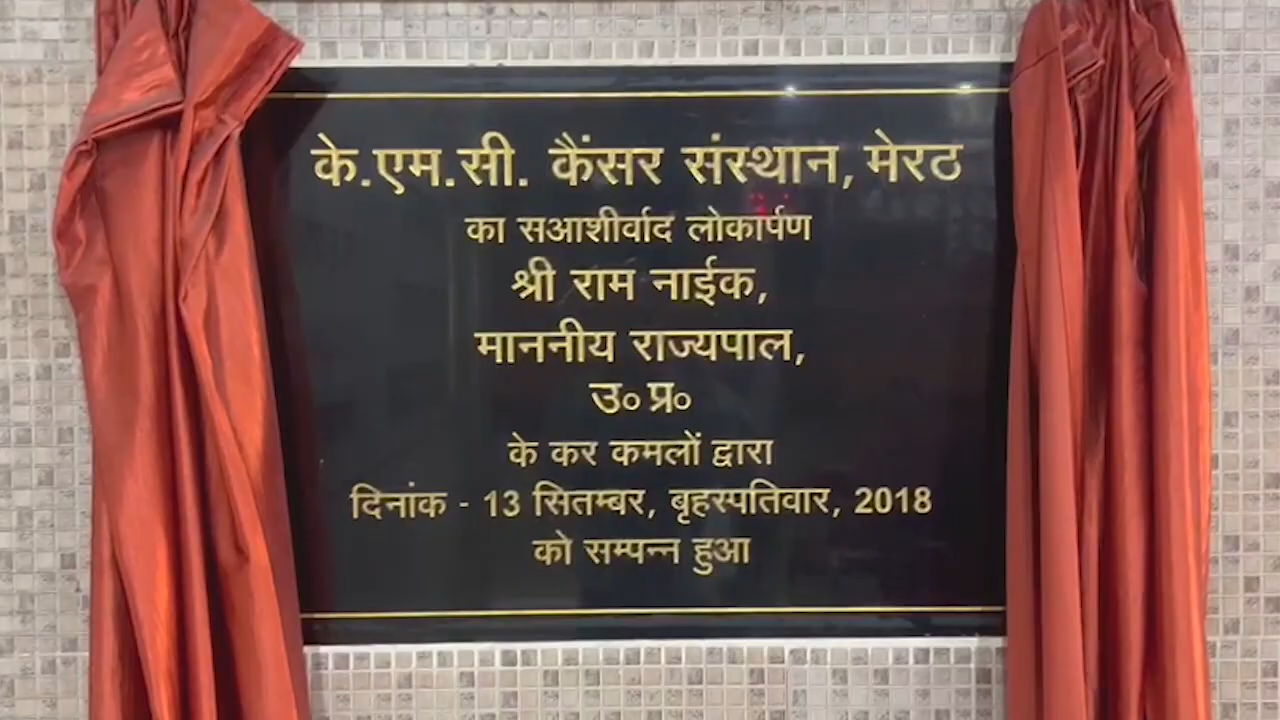 के.एम.सी. कैंसर संस्थान, मेरठ
का सआशीर्वाद लोकार्पण
श्री राम नाईक,
माननीय राज्यपाल,
उ० प्र०
के कर कमलों द्वारा
दिनांक - 13 सितम्बर, बृहस्पतिवार, 2018
को सम्पन्न हुआ